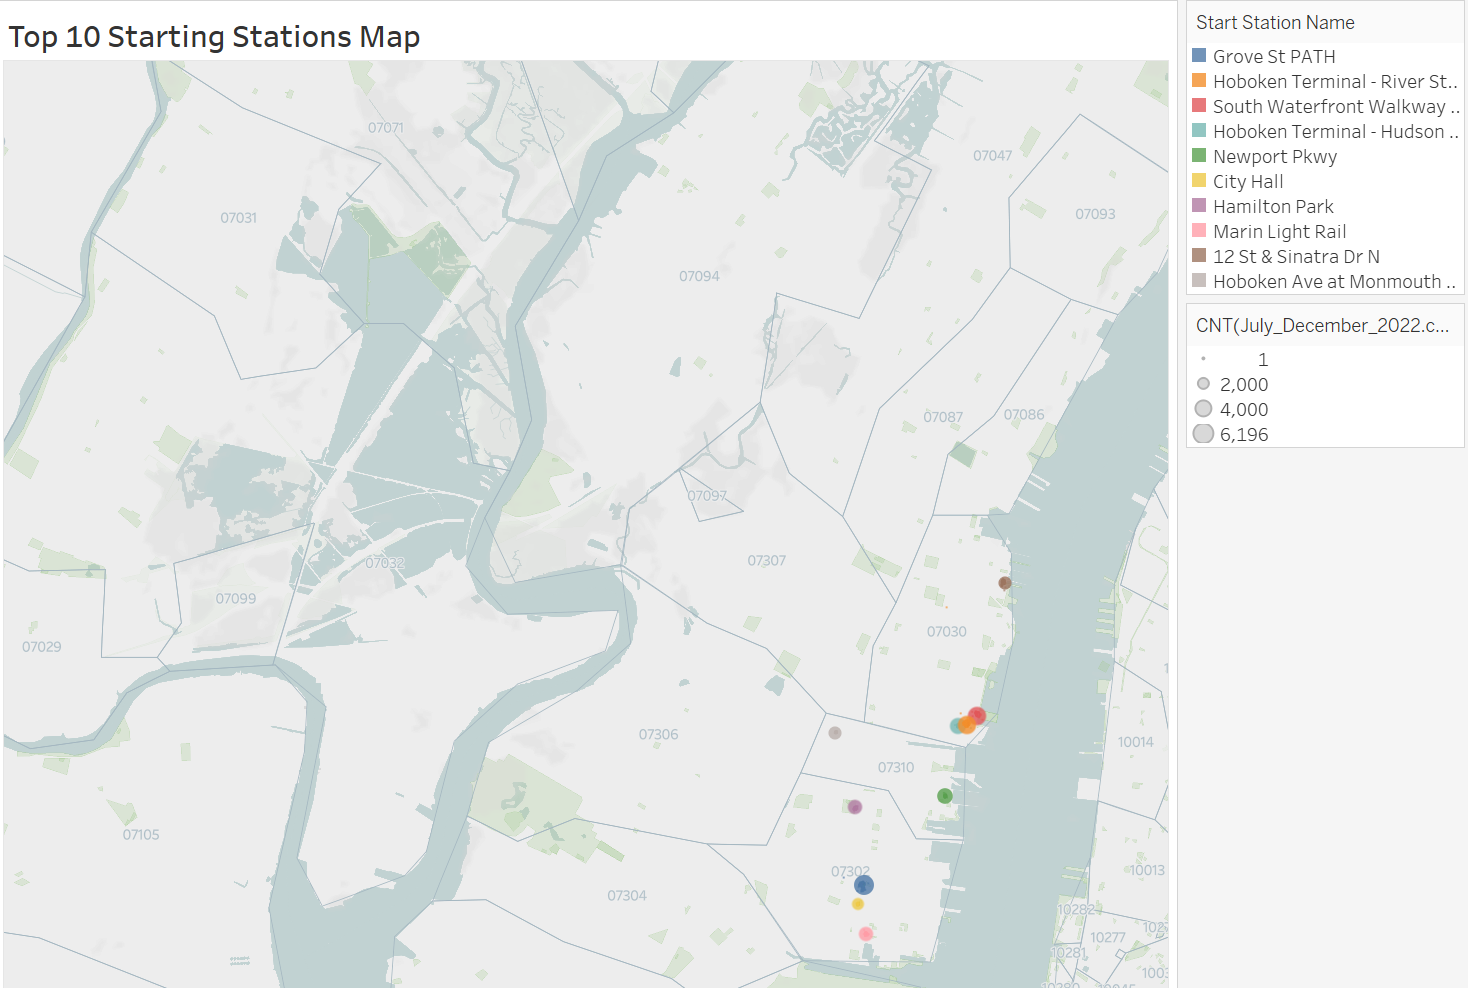 Top 10 Starting Stations Map
07071
07047
07031
07093
07094
07087
07086
07097
07307
07032
07099
07030
07029
07306
10014
07310
07105
07302
10013
07304
10282
10277
10281
10280
Start Station Name
Grove St PATH
Hoboken Terminal - River St..
South Waterfront Walkway ..
Hoboken Terminal - Hudson ..
Newport Pkwy
City Hall
Hamilton Park
Marin Light Rail
12 St & Sinatra Dr N
Hoboken Ave at Monmouth ..
CNT(July_December_2022.c...
1
2,000
4,000
6,196